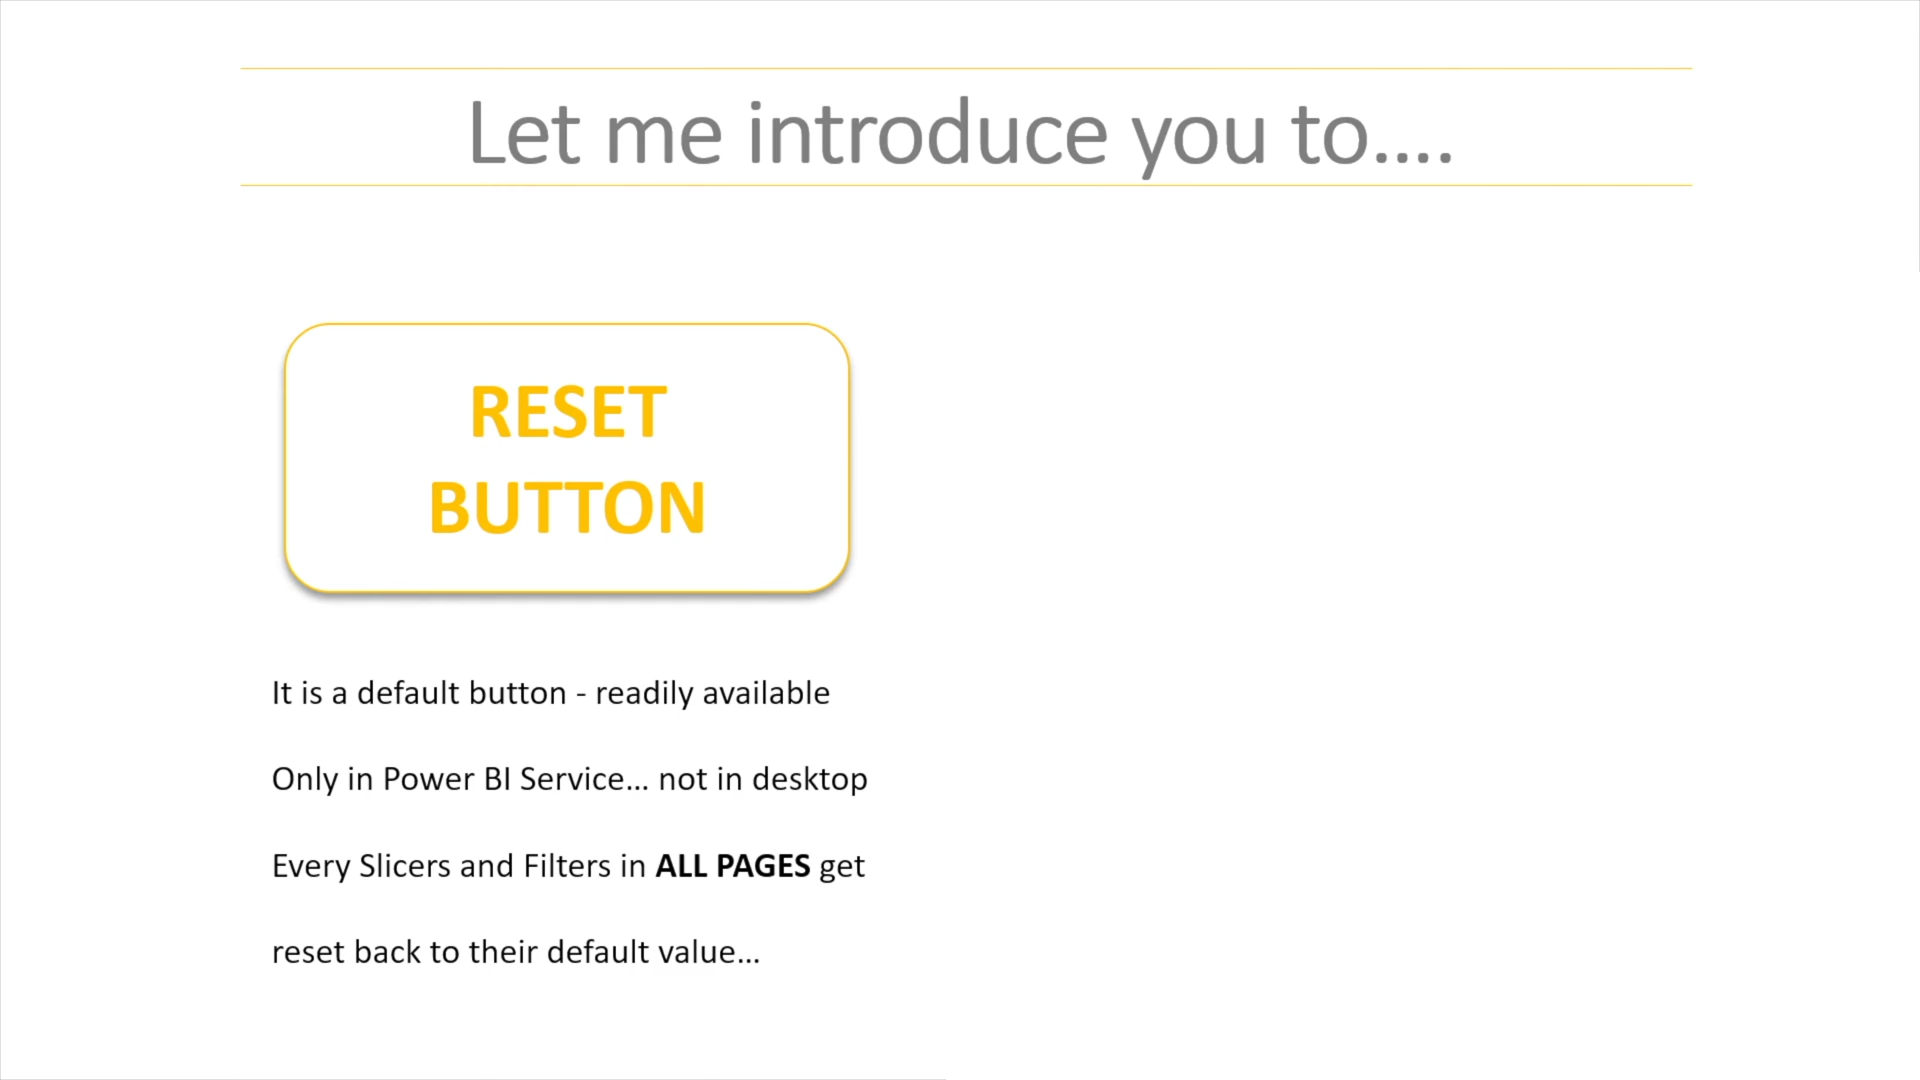 Let me introduce you to....
RESET
BUTTON
It is a default button - readily available
Only in Power BI Service... not in desktop
Every Slicers and Filters in ALL PAGES get
reset back to their default value...